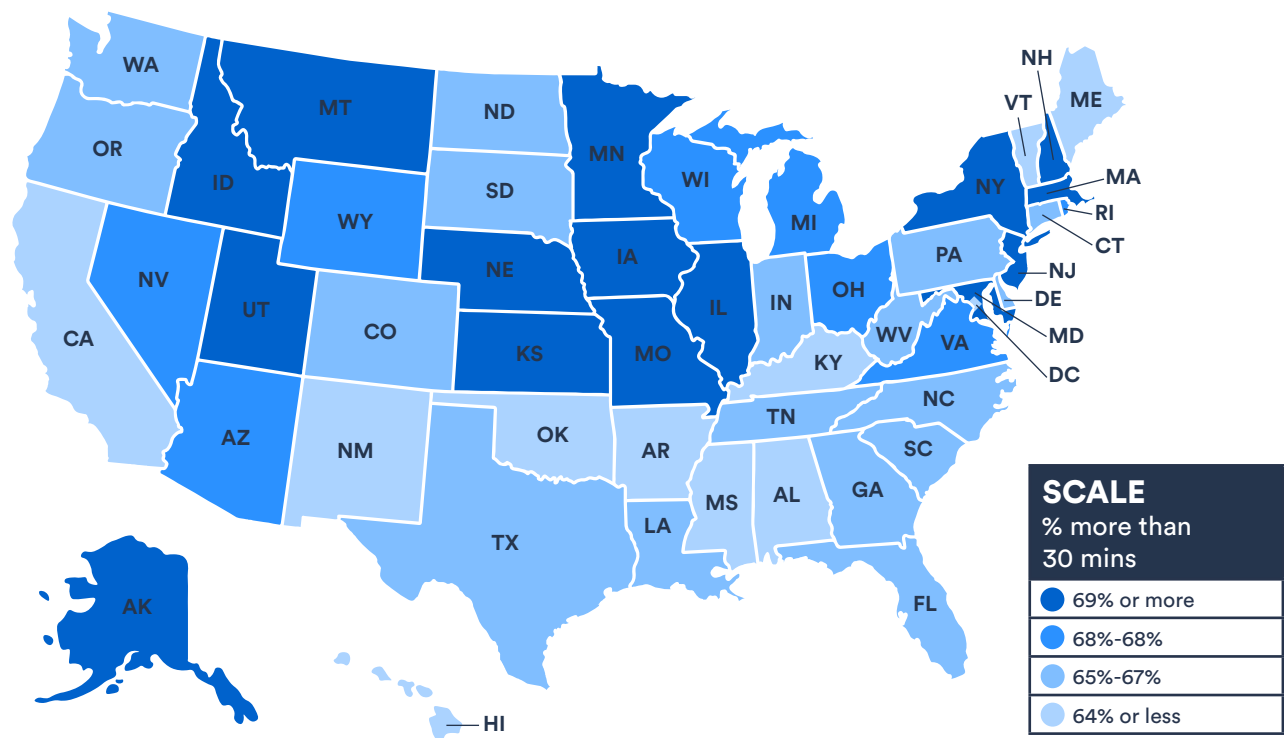 NH
WA
ME
VT
MT
ND
OR
MN
MA
ID
WI
SD
NY
RI
WY
MI
CT
PA
IA
NE
NJ
NV
OH
DE
IN
UT
IL
CO
WV
MD
CA
VA
KS
MO
KY
DC
NC
TN
AZ
OK
NM
AR
SC
GA
AL
MS
LA
TX
SCALE
% more than
30 mins
69% or more
68%-68%
65%-67%
64% or less
AK
FL
HI